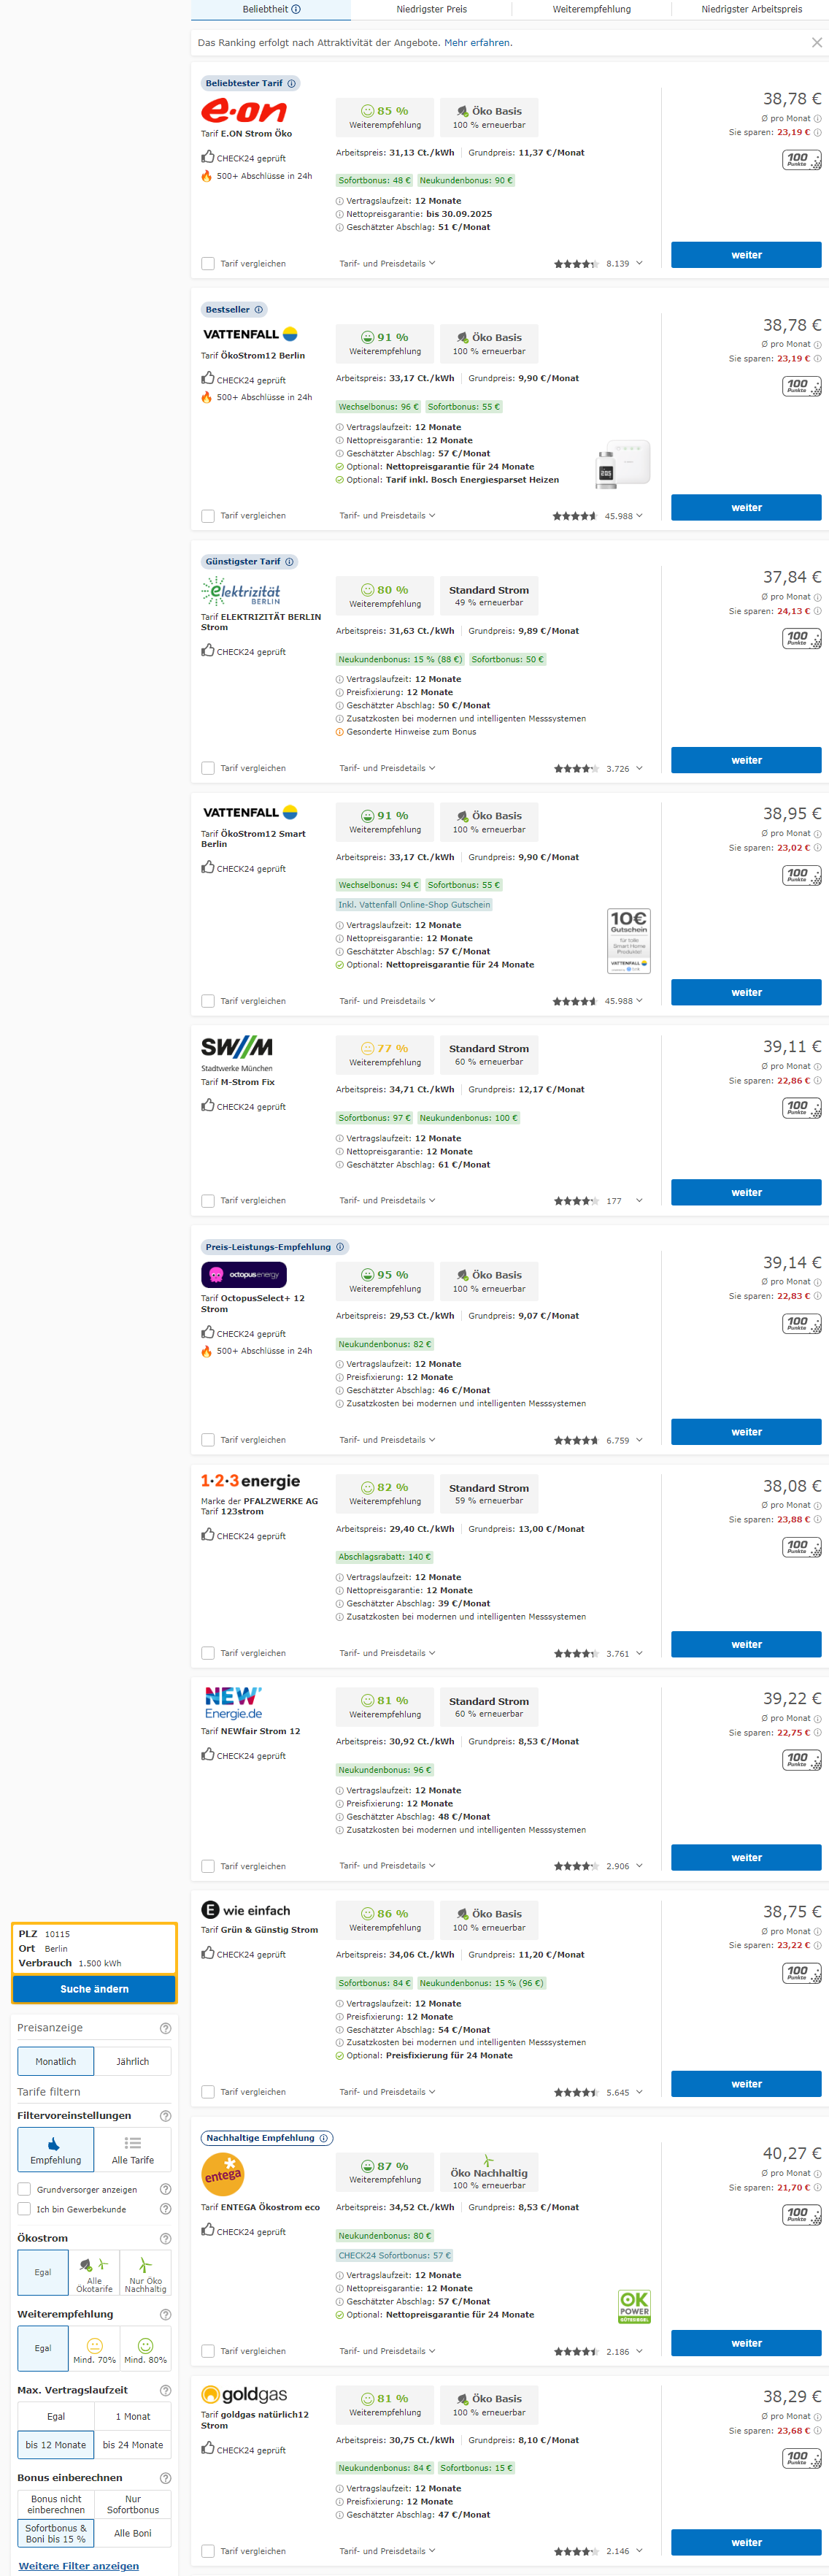 Beliebtheit
Niedrigster Preis
Weiterempfehlung
Niedrigster Arbeitspreis
Das Ranking erfolgt nach Attraktivität der Angebote. Mehr erfahren.
Beliebtester Tarif
e·on
Tarif E.ON Strom Öko
CHECK24 geprüft
500+ Abschlüsse in 24h
85 %
Weiterempfehlung
Öko Basis
100 % erneuerbar
Arbeitspreis: 31,13 Ct./kWh
Grundpreis: 11,37 €/Monat
Sofortbonus: 48 €
Neukundenbonus: 90 €
Vertragslaufzeit: 12 Monate
Nettopreisgarantie: bis 30.09.2025
Geschätzter Abschlag: 51 €/Monat
38,78 €
Ø pro Monat
Sie sparen: 23,19 €
100 Punkte
Tarif vergleichen
Tarif- und Preisdetails
8.139
weiter
Bestseller
VATTENFALL
Tarif ÖkoStrom12 Berlin
CHECK24 geprüft
500+ Abschlüsse in 24h
91 %
Weiterempfehlung
Öko Basis
100 % erneuerbar
Arbeitspreis: 33,17 Ct./kWh
Grundpreis: 9,90 €/Monat
Wechselbonus: 96 €
Sofortbonus: 55 €
Vertragslaufzeit: 12 Monate
Nettopreisgarantie: 12 Monate
Geschätzter Abschlag: 57 €/Monat
Optional: Nettopreisgarantie für 24 Monate
Optional: Tarif inkl. Bosch Energiesparset Heizen
38,78 €
Ø pro Monat
Sie sparen: 23,19 €
100 Punkte
Tarif vergleichen
Tarif- und Preisdetails
45.988
weiter
Günstigster Tarif
elektrizität
BERLIN
Tarif ELEKTRIZITÄT BERLIN
Strom
CHECK24 geprüft
80 %
Weiterempfehlung
Standard Strom
49 % erneuerbar
Arbeitspreis: 31,63 Ct./kWh
Grundpreis: 9,89 €/Monat
Neukundenbonus: 15 % (88 €)
Sofortbonus: 50 €
Vertragslaufzeit: 12 Monate
Preisfixierung: 12 Monate
Geschätzter Abschlag: 50 €/Monat
Zusatzkosten bei modernen und intelligenten Messsystemen
Gesonderte Hinweise zum Bonus
37,84 €
Ø pro Monat
Sie sparen: 24,13 €
100 Punkte
Tarif vergleichen
Tarif- und Preisdetails
3.726
weiter
VATTENFALL
Tarif ÖkoStrom12 Smart
Berlin
CHECK24 geprüft
91 %
Weiterempfehlung
Öko Basis
100 % erneuerbar
Arbeitspreis: 33,17 Ct./kWh
Grundpreis: 9,90 €/Monat
Wechselbonus: 94 €
Sofortbonus: 55 €
Inkl. Vattenfall Online-Shop Gutschein
Vertragslaufzeit: 12 Monate
Nettopreisgarantie: 12 Monate
Geschätzter Abschlag: 57 €/Monat
Optional: Nettopreisgarantie für 24 Monate
10€
Gutschein
für tolle
Smart Home
Produkte!
VATTENFALL
38,95 €
Ø pro Monat
Sie sparen: 23,02 €
100 Punkte
Tarif vergleichen
Tarif- und Preisdetails
45.988
weiter
SW//M
Stadtwerke München
Tarif M-Strom Fix
CHECK24 geprüft
77 %
Weiterempfehlung
Standard Strom
60 % erneuerbar
Arbeitspreis: 34,71 Ct./kWh
Grundpreis: 12,17 €/Monat
Sofortbonus: 97 €
Neukundenbonus: 100 €
Vertragslaufzeit: 12 Monate
Nettopreisgarantie: 12 Monate
Geschätzter Abschlag: 61 €/Monat
39,11 €
Ø pro Monat
Sie sparen: 22,86 €
100 Punkte
Tarif vergleichen
Tarif- und Preisdetails
177
weiter
Preis-Leistungs-Empfehlung
octopusenergy
Tarif OctopusSelect+ 12
Strom
CHECK24 geprüft
500+ Abschlüsse in 24h
95 %
Weiterempfehlung
Öko Basis
100 % erneuerbar
Arbeitspreis: 29,53 Ct./kWh
Grundpreis: 9,07 €/Monat
Neukundenbonus: 82 €
Vertragslaufzeit: 12 Monate
Preisfixierung: 12 Monate
Geschätzter Abschlag: 46 €/Monat
Zusatzkosten bei modernen und intelligenten Messsystemen
39,14 €
Ø pro Monat
Sie sparen: 22,83 €
100 Punkte
Tarif vergleichen
Tarif- und Preisdetails
6.759
weiter
1·2·3 energie
Marke der PFALZWERKE AG
Tarif 123strom
CHECK24 geprüft
82 %
Weiterempfehlung
Standard Strom
59 % erneuerbar
Arbeitspreis: 29,40 Ct./kWh
Grundpreis: 13,00 €/Monat
Abschlagsrabatt: 140 €
Vertragslaufzeit: 12 Monate
Nettopreisgarantie: 12 Monate
Geschätzter Abschlag: 39 €/Monat
Zusatzkosten bei modernen und intelligenten Messsystemen
38,08 €
Ø pro Monat
Sie sparen: 23,88 €
100 Punkte
Tarif vergleichen
Tarif- und Preisdetails
3.761
weiter
NEW
Energie.de
Tarif NEWfair Strom 12
CHECK24 geprüft
81 %
Weiterempfehlung
Standard Strom
60 % erneuerbar
Arbeitspreis: 30,92 Ct./kWh
Grundpreis: 8,53 €/Monat
Neukundenbonus: 96 €
Vertragslaufzeit: 12 Monate
Preisfixierung: 12 Monate
Geschätzter Abschlag: 48 €/Monat
Zusatzkosten bei modernen und intelligenten Messsystemen
39,22 €
Ø pro Monat
Sie sparen: 22,75 €
100 Punkte
Tarif vergleichen
Tarif- und Preisdetails
2.906
weiter
E wie einfach
Tarif Grün & Günstig Strom
CHECK24 geprüft
86 %
Weiterempfehlung
Öko Basis
100 % erneuerbar
Arbeitspreis: 34,06 Ct./kWh
Grundpreis: 11,20 €/Monat
Sofortbonus: 84 €
Neukundenbonus: 15 % (96 €)
Vertragslaufzeit: 12 Monate
Preisfixierung: 12 Monate
Geschätzter Abschlag: 54 €/Monat
Zusatzkosten bei modernen und intelligenten Messsystemen
Optional: Preisfixierung für 24 Monate
38,75 €
Ø pro Monat
Sie sparen: 23,22 €
100 Punkte
Tarif vergleichen
Tarif- und Preisdetails
5.645
weiter
Nachhaltige Empfehlung
entega
Tarif ENTEGA Ökostrom eco
CHECK24 geprüft
87 %
Weiterempfehlung
Öko Nachhaltig
100 % erneuerbar
Arbeitspreis: 34,52 Ct./kWh
Grundpreis: 8,53 €/Monat
Neukundenbonus: 80 €
CHECK24 Sofortbonus: 57 €
Vertragslaufzeit: 12 Monate
Nettopreisgarantie: 12 Monate
Geschätzter Abschlag: 57 €/Monat
Optional: Nettopreisgarantie für 24 Monate
OK
POWER
GÜTESIEGEL
40,27 €
Ø pro Monat
Sie sparen: 21,70 €
100 Punkte
Tarif vergleichen
Tarif- und Preisdetails
2.186
weiter
goldgas
Tarif goldgas natürlich12
Strom
CHECK24 geprüft
81 %
Weiterempfehlung
Öko Basis
100 % erneuerbar
Arbeitspreis: 30,75 Ct./kWh
Grundpreis: 8,10 €/Monat
Neukundenbonus: 84 €
Sofortbonus: 15 €
Vertragslaufzeit: 12 Monate
Preisfixierung: 12 Monate
Geschätzter Abschlag: 47 €/Monat
38,29 €
Ø pro Monat
Sie sparen: 23,68 €
100 Punkte
Tarif vergleichen
Tarif- und Preisdetails
2.146
weiter
PLZ 10115
Ort Berlin
Verbrauch 1.500 kWh
Suche ändern
Preisanzeige
Monatlich
Jährlich
Tarife filtern
Filtervoreinstellungen
Empfehlung
Alle Tarife
Grundversorger anzeigen
Ich bin Gewerbekunde
Ökostrom
Egal
Alle
Ökotarife
Nur Öko
Nachhaltig
Weiterempfehlung
Egal
Mind. 70%
Mind. 80%
Max. Vertragslaufzeit
Egal
1 Monat
bis 12 Monate
bis 24 Monate
Bonus einberechnen
Bonus nicht
einberechnen
Nur
Sofortbonus
Sofortbonus &
Boni bis 15 %
Alle Boni
Weitere Filter anzeigen